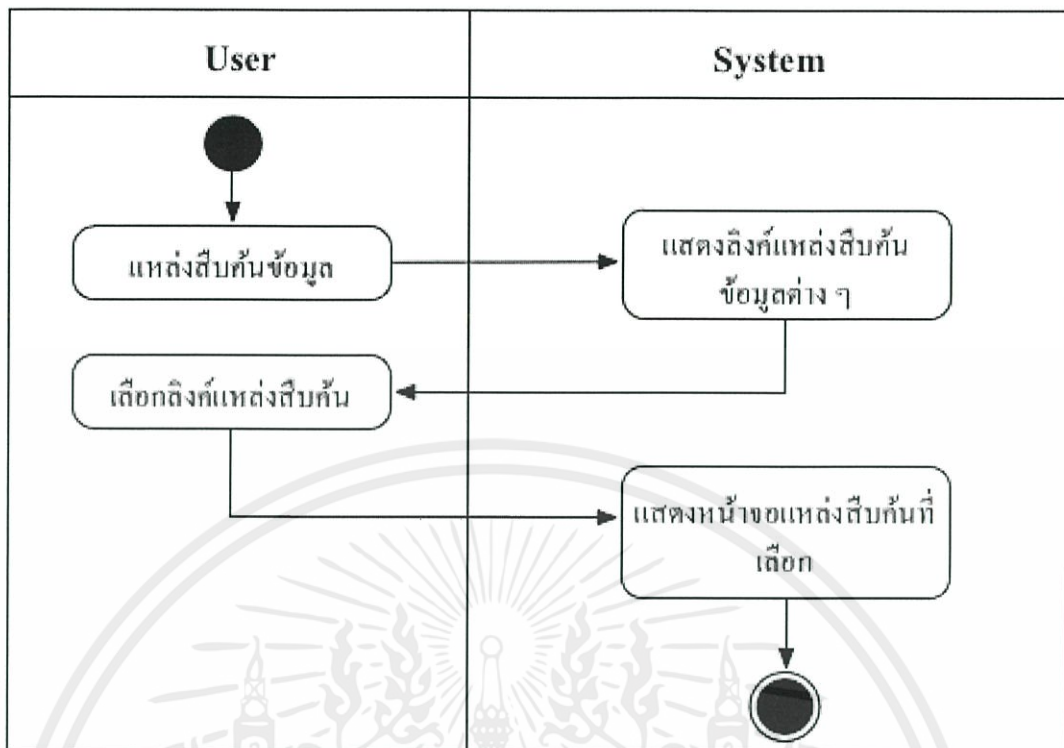 User
System
แหล่งสืบค้นข้อมูล
แสดงลิงค์แหล่งสืบค้น
ข้อมูลต่าง ๆ
เลือกลิงค์แหล่งสืบค้น
แสดงหน้าจอแหล่งสืบค้นที่
เลือก